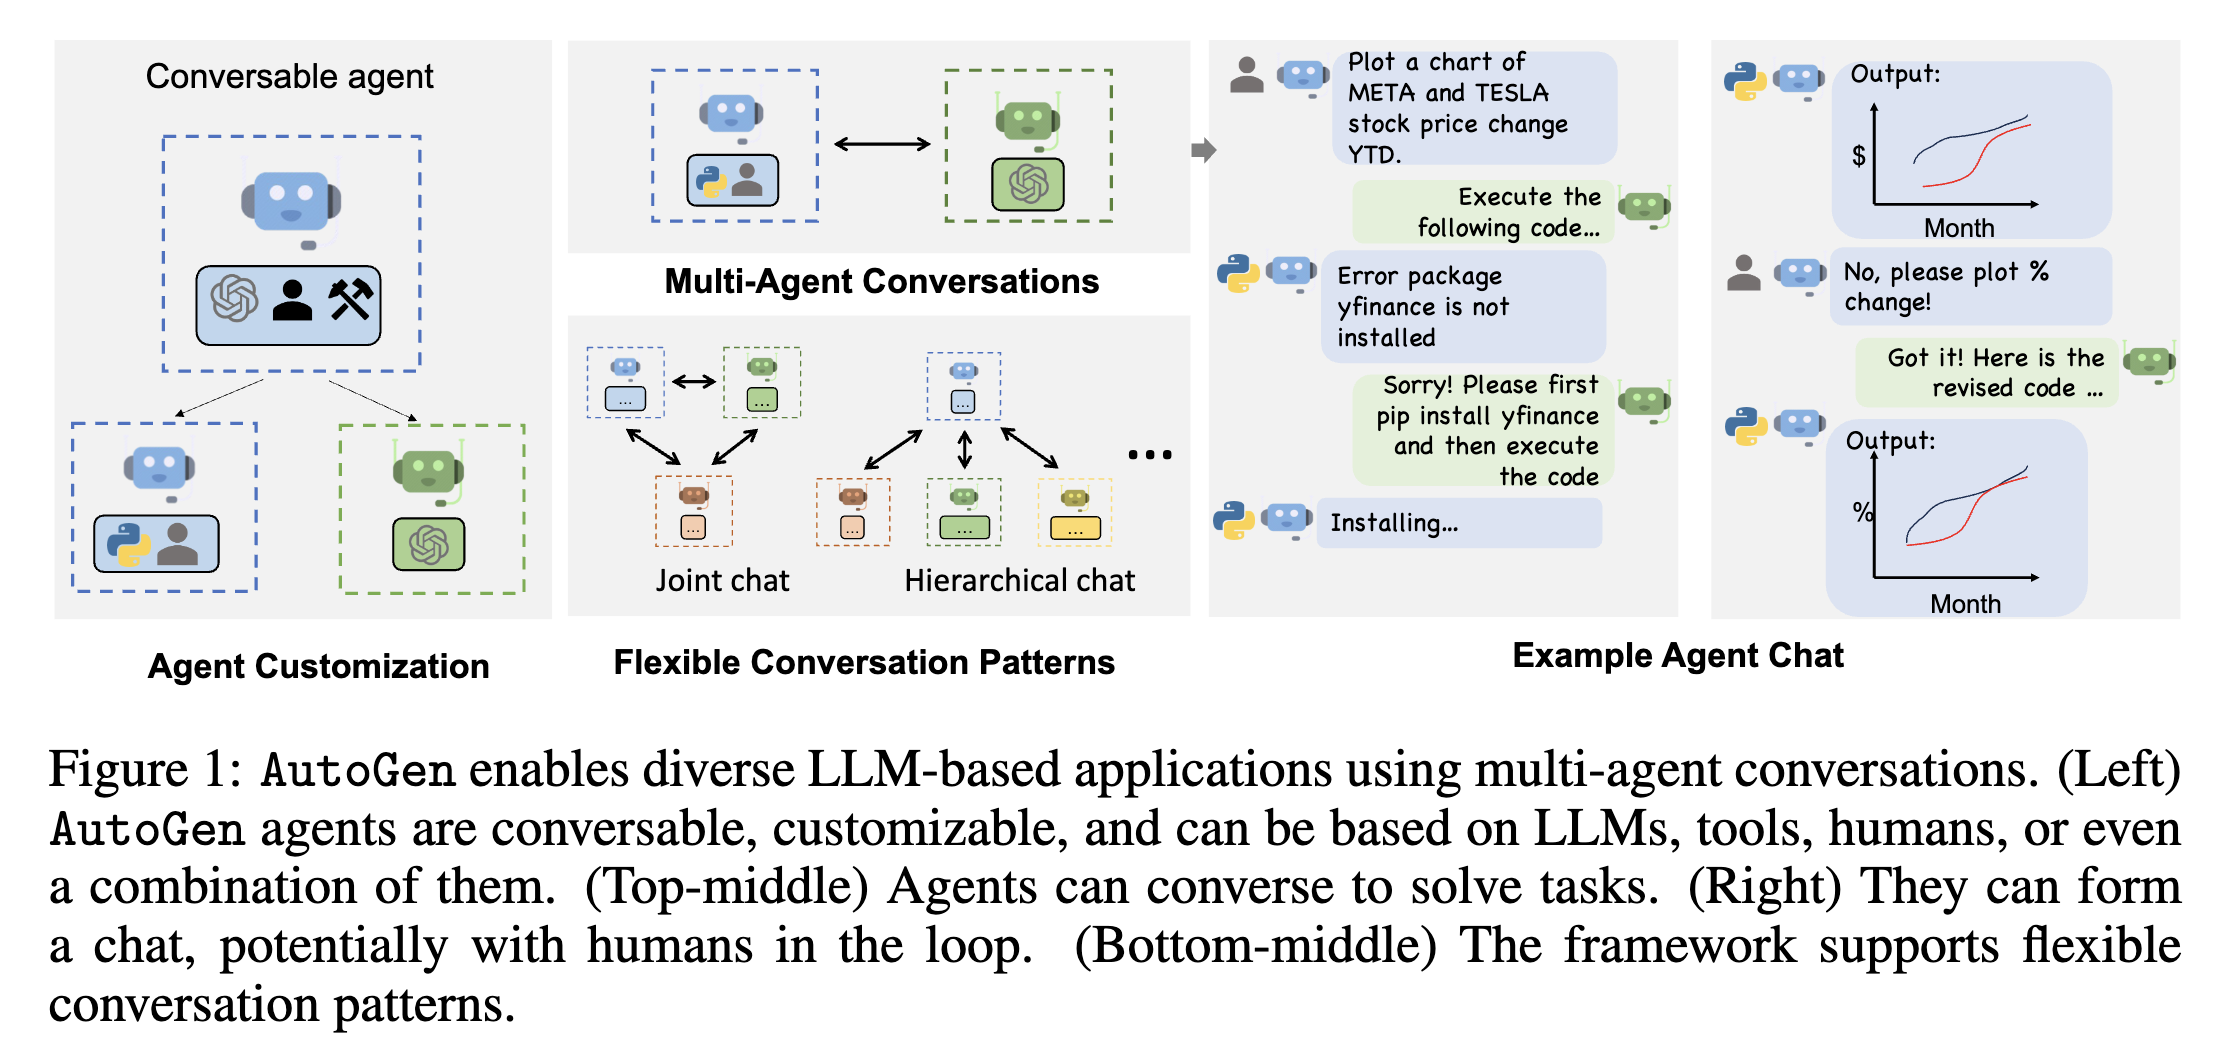 Conversable agent
Agent Customization
Multi-Agent Conversations
...
...
...
...
...
...
...
...
Joint chat
Hierarchical chat
Flexible Conversation Patterns
Plot a chart of
META and TESLA
stock price change
YTD.
Execute the
following code...
Error package
yfinance is not
installed
Sorry! Please first
pip install yfinance
and then execute
the code
Installing...
Output:
$
Month
No, please plot %
change!
Got it! Here is the
revised code ...
Output:
%
Month
Example Agent Chat
Figure 1: AutoGen enables diverse LLM-based applications using multi-agent conversations. (Left)
AutoGen agents are conversable, customizable, and can be based on LLMs, tools, humans, or even
a combination of them. (Top-middle) Agents can converse to solve tasks. (Right) They can form
a chat, potentially with humans in the loop. (Bottom-middle) The framework supports flexible
conversation patterns.